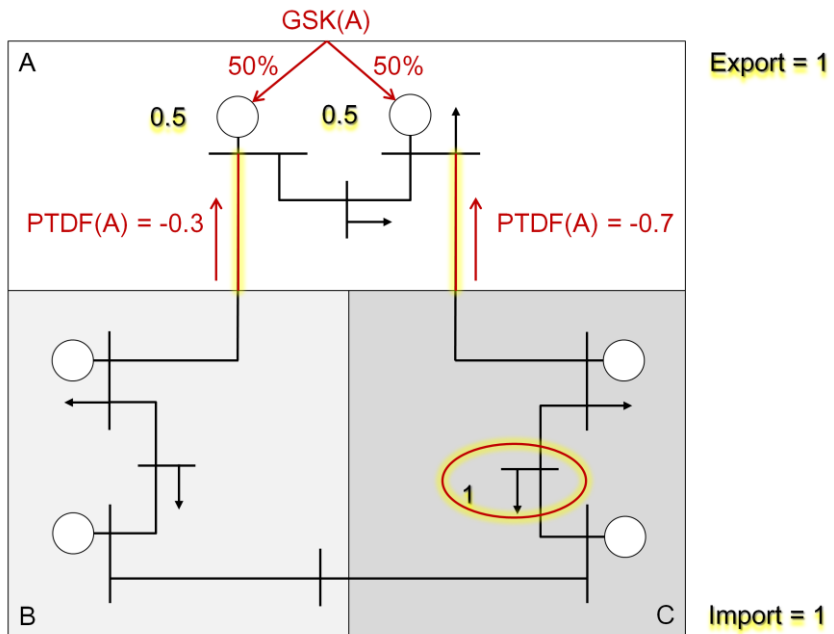 GSK(A)
A
50%
50%
Export = 1
0.5
0.5
PTDF(A) = -0.3
PTDF(A) = -0.7
1
B
C
Import = 1